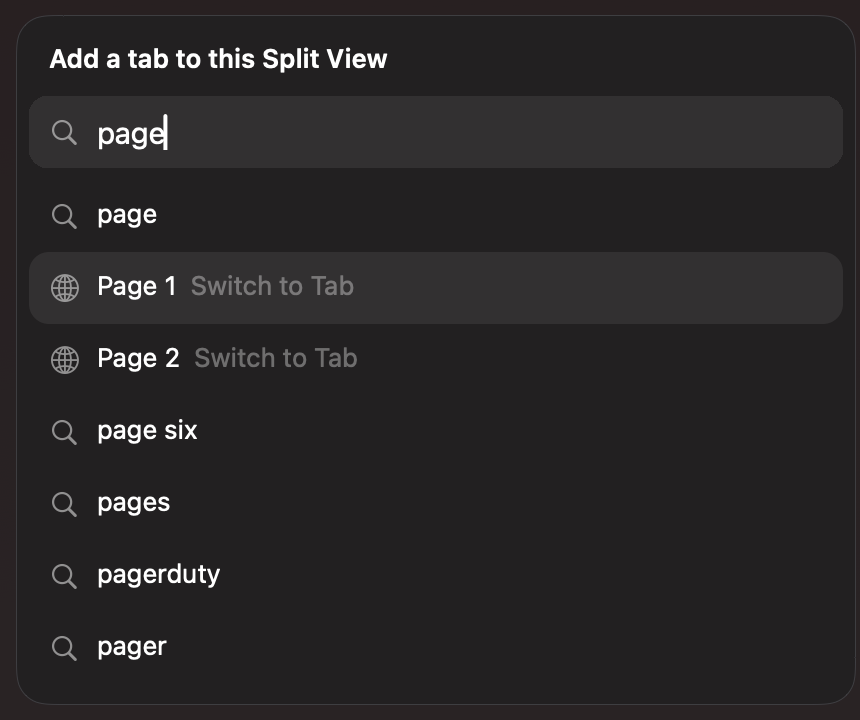 Add a tab to this Split View
page
page
Page 1 Switch to Tab
Page 2 Switch to Tab
page six
pages
pagerduty
pager